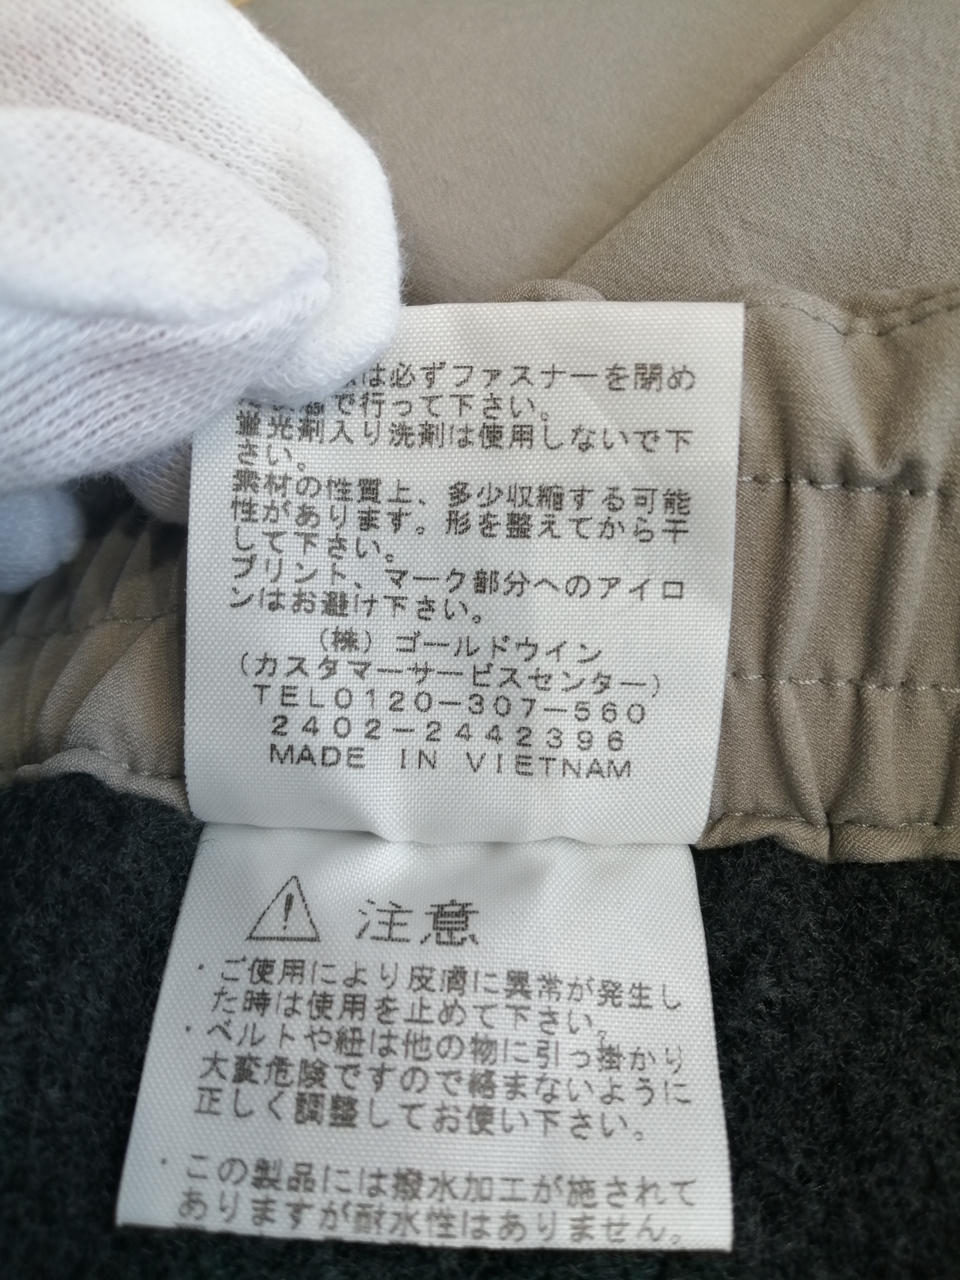 は必ずファスナーを閉め
で行って下さい。
蛍光剤入り洗剤は使用しないで下
さい。
素材の性質上、多少収縮する可能
性があります。形を整えてから干
して下さい。
プリント、マーク部分へのアイロ
ンはお避け下さい。
(株)ゴールドウイン
(カスタマーサービスセンター)
TEL0120-307-560
2402-2442396
MADE IN VIETNAM
注意
・ご使用により皮膚に異常が発生し
た時は使用を止めて下さい。
・ベルトや紐は他の物に引っ掛かり
大変危険ですので絡まないように
正しく調整してお使い下さい。
・この製品には撥水加工が施されて
ありますが耐水性はありません。